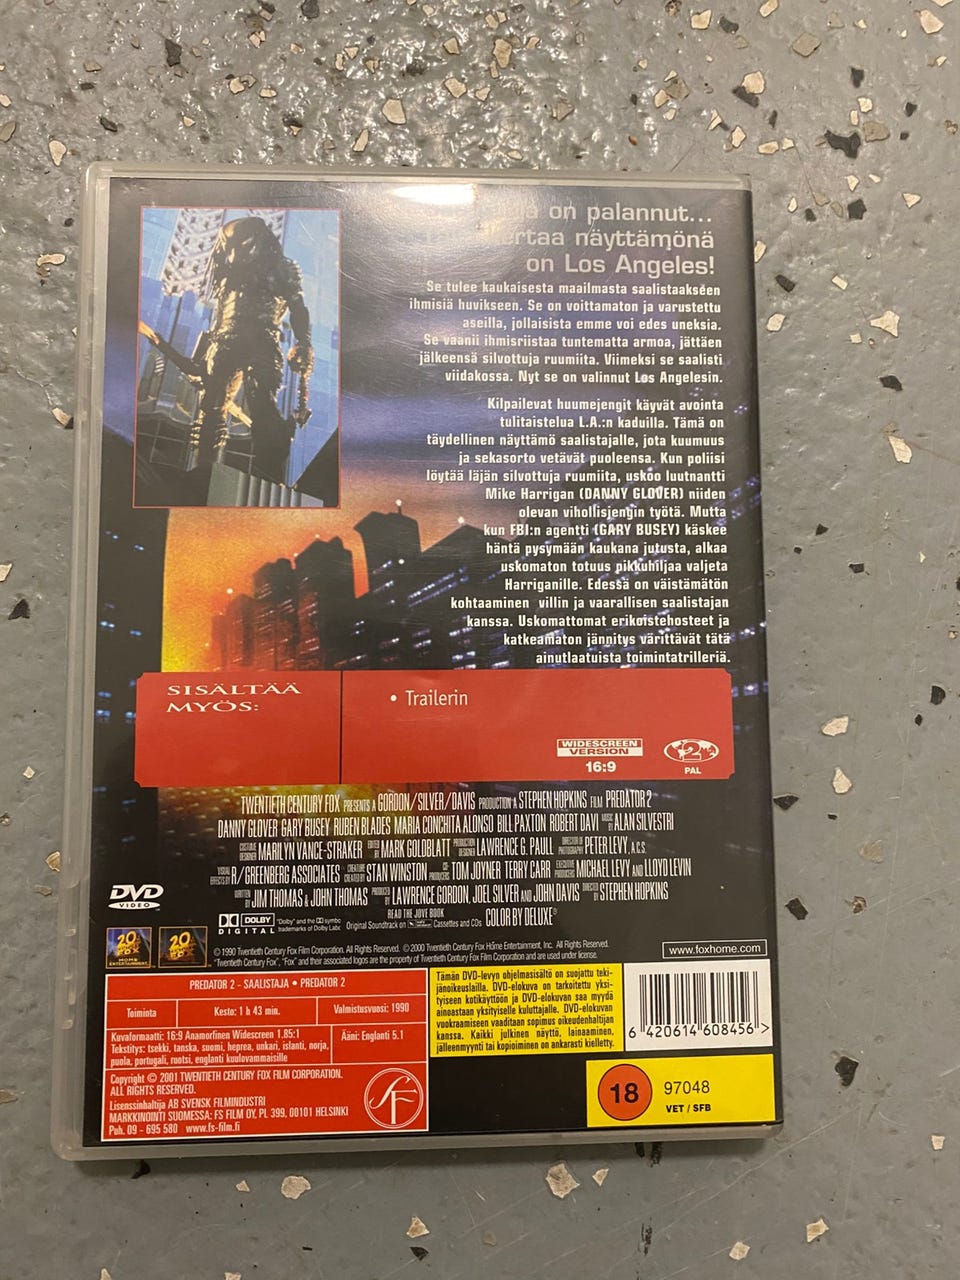 on palannut...
näyttämönä
on Los Angeles!
Se tulee kaukaisesta maailmasta saalistaakseen
ihmisiä huvikseen. Se on voittamaton ja varustettu
aseilla, jollaisista emme voi edes uneksia.
Se vaanii ihmisriistaa tuntematta armoa, jättäen
jälkeensä silvottuja ruumiita. Viimeksi se saalisti
viidakossa. Nyt se on valinnut Los Angelesin.
Kilpailevat huumejengit käyvät avointa
tulitaistelua L.A.:n kaduilla. Tämä on
täydellinen näyttämö saalistajalle, jota kuumuus
ja sekasorto vetävät puoleensa. Kun poliisi
löytää läjän silvottuja ruumiita, uskoo luutnantti
Mike Harrigan (DANNY GLOVER) niiden
olevan vihollisjengin työtä. Mutta
kun FBI:n agentti (GARY BUSEY) käskee
häntä pysymään kaukana jutusta, alkaa
uskomaton totuus pikkuhiljaa valjeta
Harriganille. Edessä on väistämätön
kohtaaminen villin ja vaarallisen saalistajan
kanssa. Uskomattomat erikoistehosteet ja
katkeamaton jännitys värittävät tätä
ainutlaatuista toimintatrilleriä.
SISÄLTÄÄ
MYÖS:
• Trailerin
WIDESCREEN
VERSION
16:9
2
PAL
TWENTIETH CENTURY FOX PRESENTS A GORDON/SILVER/DAVIS PRODUCTION A STEPHEN HOPKINS FILM PREDATOR 2
DANNY GLOVER GARY BUSEY RUBEN BLADES MARIA CONCHITA ALONSO BILL PAXTON ROBERT DAVI MUSIC BY ALAN SILVESTRI
COSTUME DESIGNER MARILYN VANCE-STRAKER EDITED BY MARK GOLDBLATT PRODUCTION DESIGNER LAWRENCE G. PAULL DIRECTOR OF PHOTOGRAPHY PETER LEVY, A.C.S.
VISUAL EFFECTS BY R/GREENBERG ASSOCIATES CREATURE CREATED BY STAN WINSTON CO-PRODUCERS TOM JOYNER TERRY CARR EXECUTIVE PRODUCERS MICHAEL LEVY AND LLOYD LEVIN
WRITTEN BY JIM THOMAS & JOHN THOMAS PRODUCED BY LAWRENCE GORDON, JOEL SILVER AND JOHN DAVIS DIRECTED BY STEPHEN HOPKINS
READ THE JOVE BOOK
DVD
VIDEO
DOLBY
DIGITAL
"Dolby" and the symbo
trademarks of Dolby Labs
Original Soundtrack on Cassettes and CDs
COLOR BY DELUXE®
20th CENTURY FOX
HOME ENTERTAINMENT
20th CENTURY FOX
© 1990 Twentieth Century Fox Film Corporation. All Rights Reserved. © 2000 Twentieth Century Fox Home Entertainment, Inc. All Rights Reserved.
"Twentieth Century Fox", "Fox" and their associated logos are the property of Twentieth Century Fox Film Corporation and are used under license.
www.foxhome.com
PREDATOR 2 - SAALISTAJA • PREDATOR 2
Toiminta
Kesto: 1 h 43 min.
Valmistusvuosi: 1990
Kuvaformaatti: 16:9 Anamorfinen Widescreen 1.85:1
Tekstitys: tsekki, tanska, suomi, heprea, unkari, islanti, norja,
puola, portugali, ruotsi, englanti kuulovammaisille
Ääni: Englanti 5.1
Copyright © 2001 TWENTIETH CENTURY FOX FILM CORPORATION.
ALL RIGHTS RESERVED.
Lisenssinhaltija AB SVENSK FILMINDUSTRI
MARKKINOINTI SUOMESSA: FS FILM OY, PL 399, 00101 HELSINKI
Puh. 09 - 695 580 www.fs-film.fi
SF
Tämän DVD-levyn ohjelmasisältö on suojattu teki-
jänoikeuslailla. DVD-elokuva on tarkoitettu yksi-
tyiseen kotikäyttöön ja DVD-elokuvan saa myydä
ainoastaan yksityiselle kuluttajalle. DVD-elokuvan
vuokraamiseen vaaditaan sopimus oikeudenhaltijan
kanssa. Kaikki julkinen näyttö, lainaaminen,
jälleenmyynti tai kopioiminen on ankarasti kielletty.
6 420614 608456 >
18
97048
VET / SFB